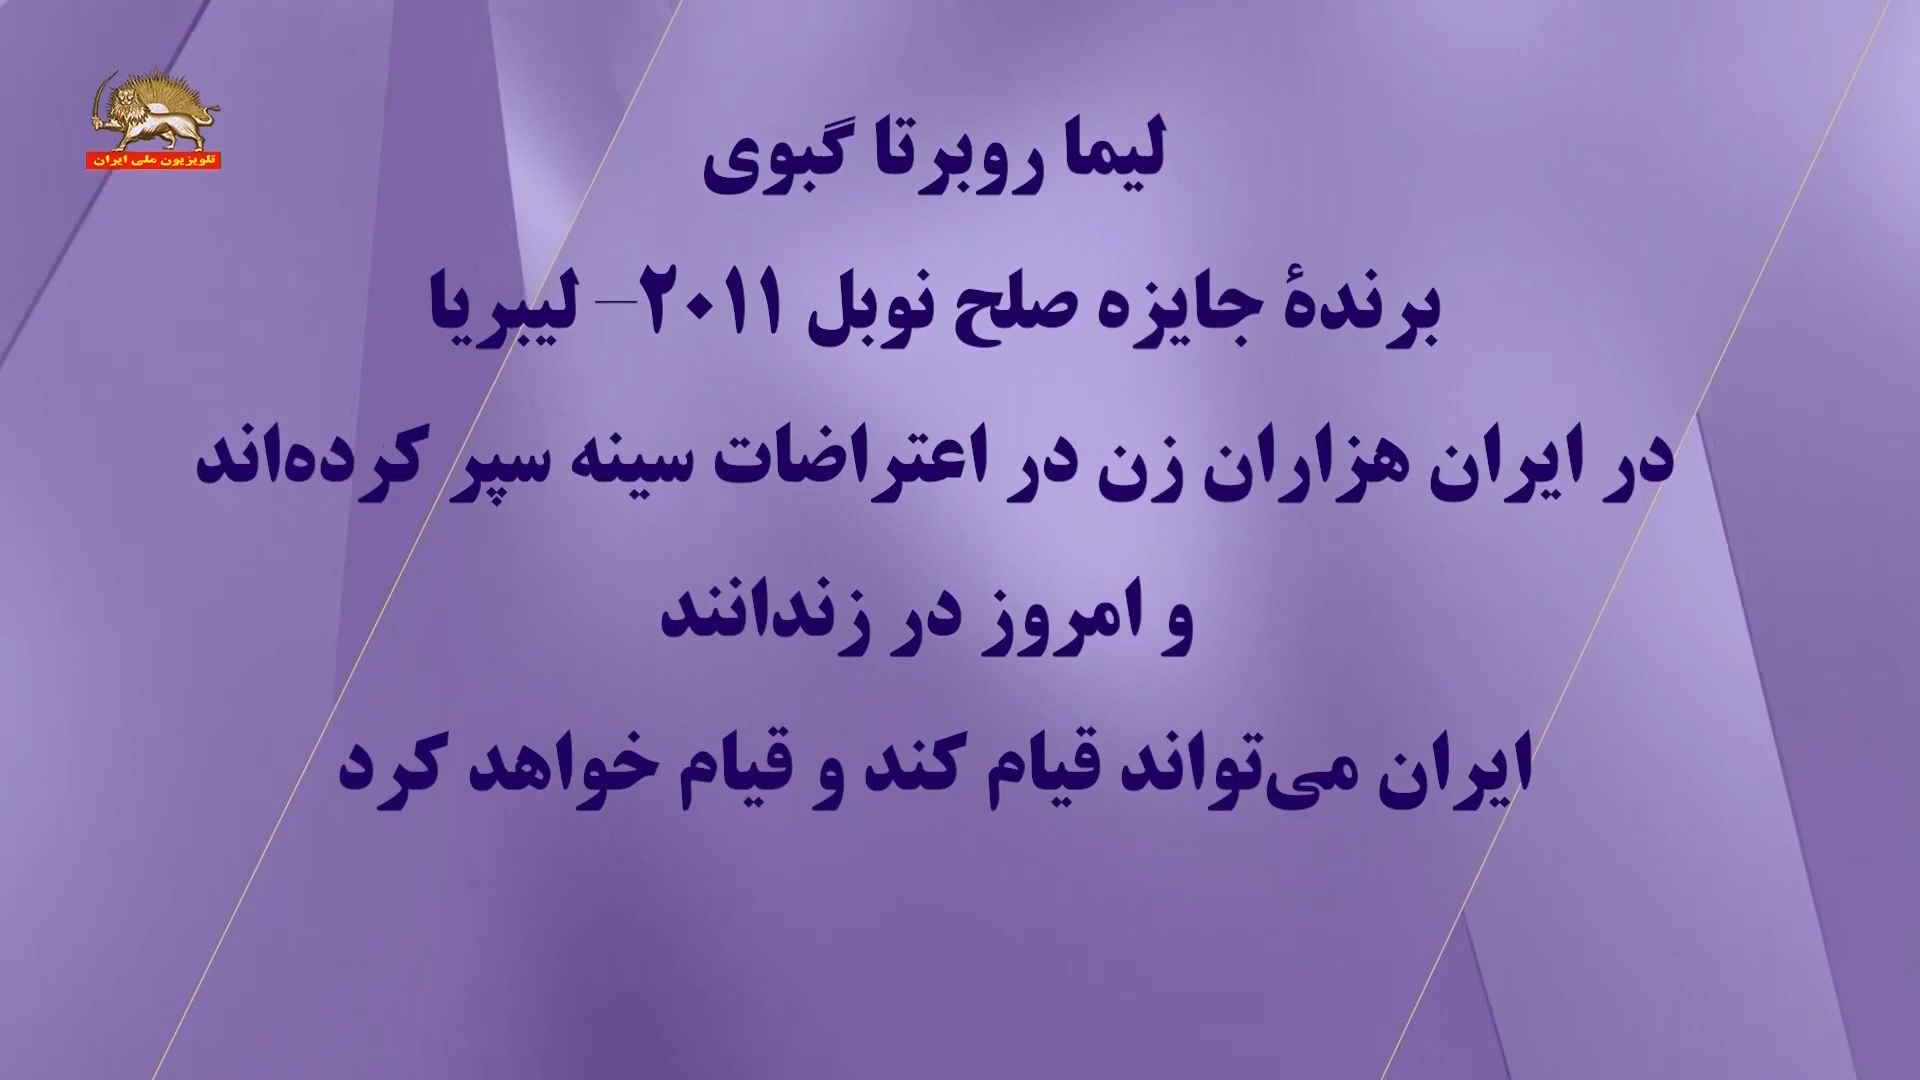 تلویزیون ملی ایران
لیما روبرتا گبوی
برندهٔ جایزه صلح نوبل ۲۰۱۱– لیبریا
در ایران هزاران زن در اعتراضات سینه سپر کرده‌اند
و امروز در زندانند
ایران می‌تواند قیام کند و قیام خواهد کرد